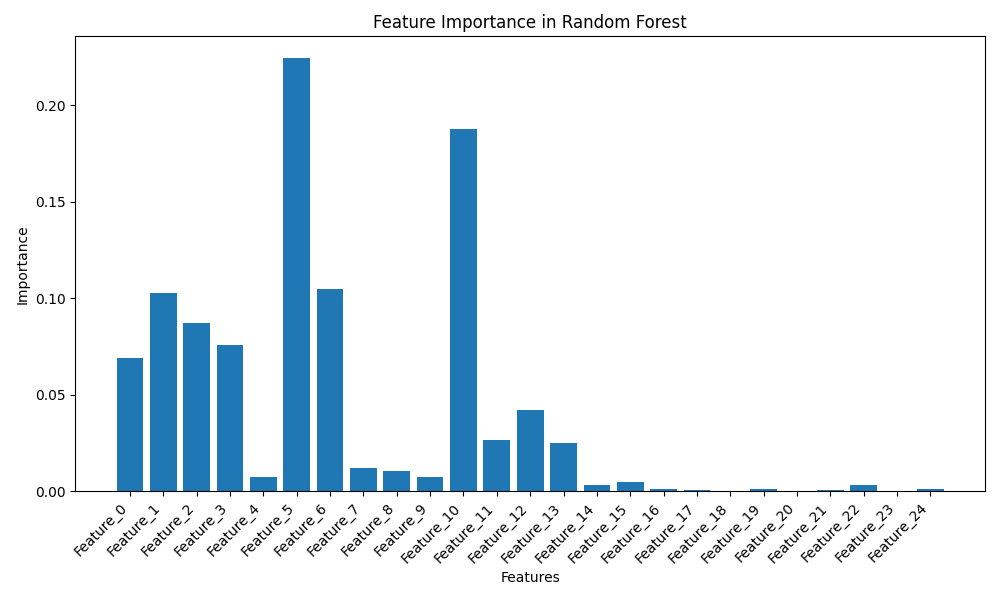 Feature Importance in Random Forest
Importance
0.20
0.15
0.10
0.05
0.00
Feature_0
Feature_1
Feature_2
Feature_3
Feature_4
Feature_5
Feature_6
Feature_7
Feature_8
Feature_9
Feature_10
Feature_11
Feature_12
Feature_13
Feature_14
Feature_15
Feature_16
Feature_17
Feature_18
Feature_19
Feature_20
Feature_21
Feature_22
Feature_23
Feature_24
Features